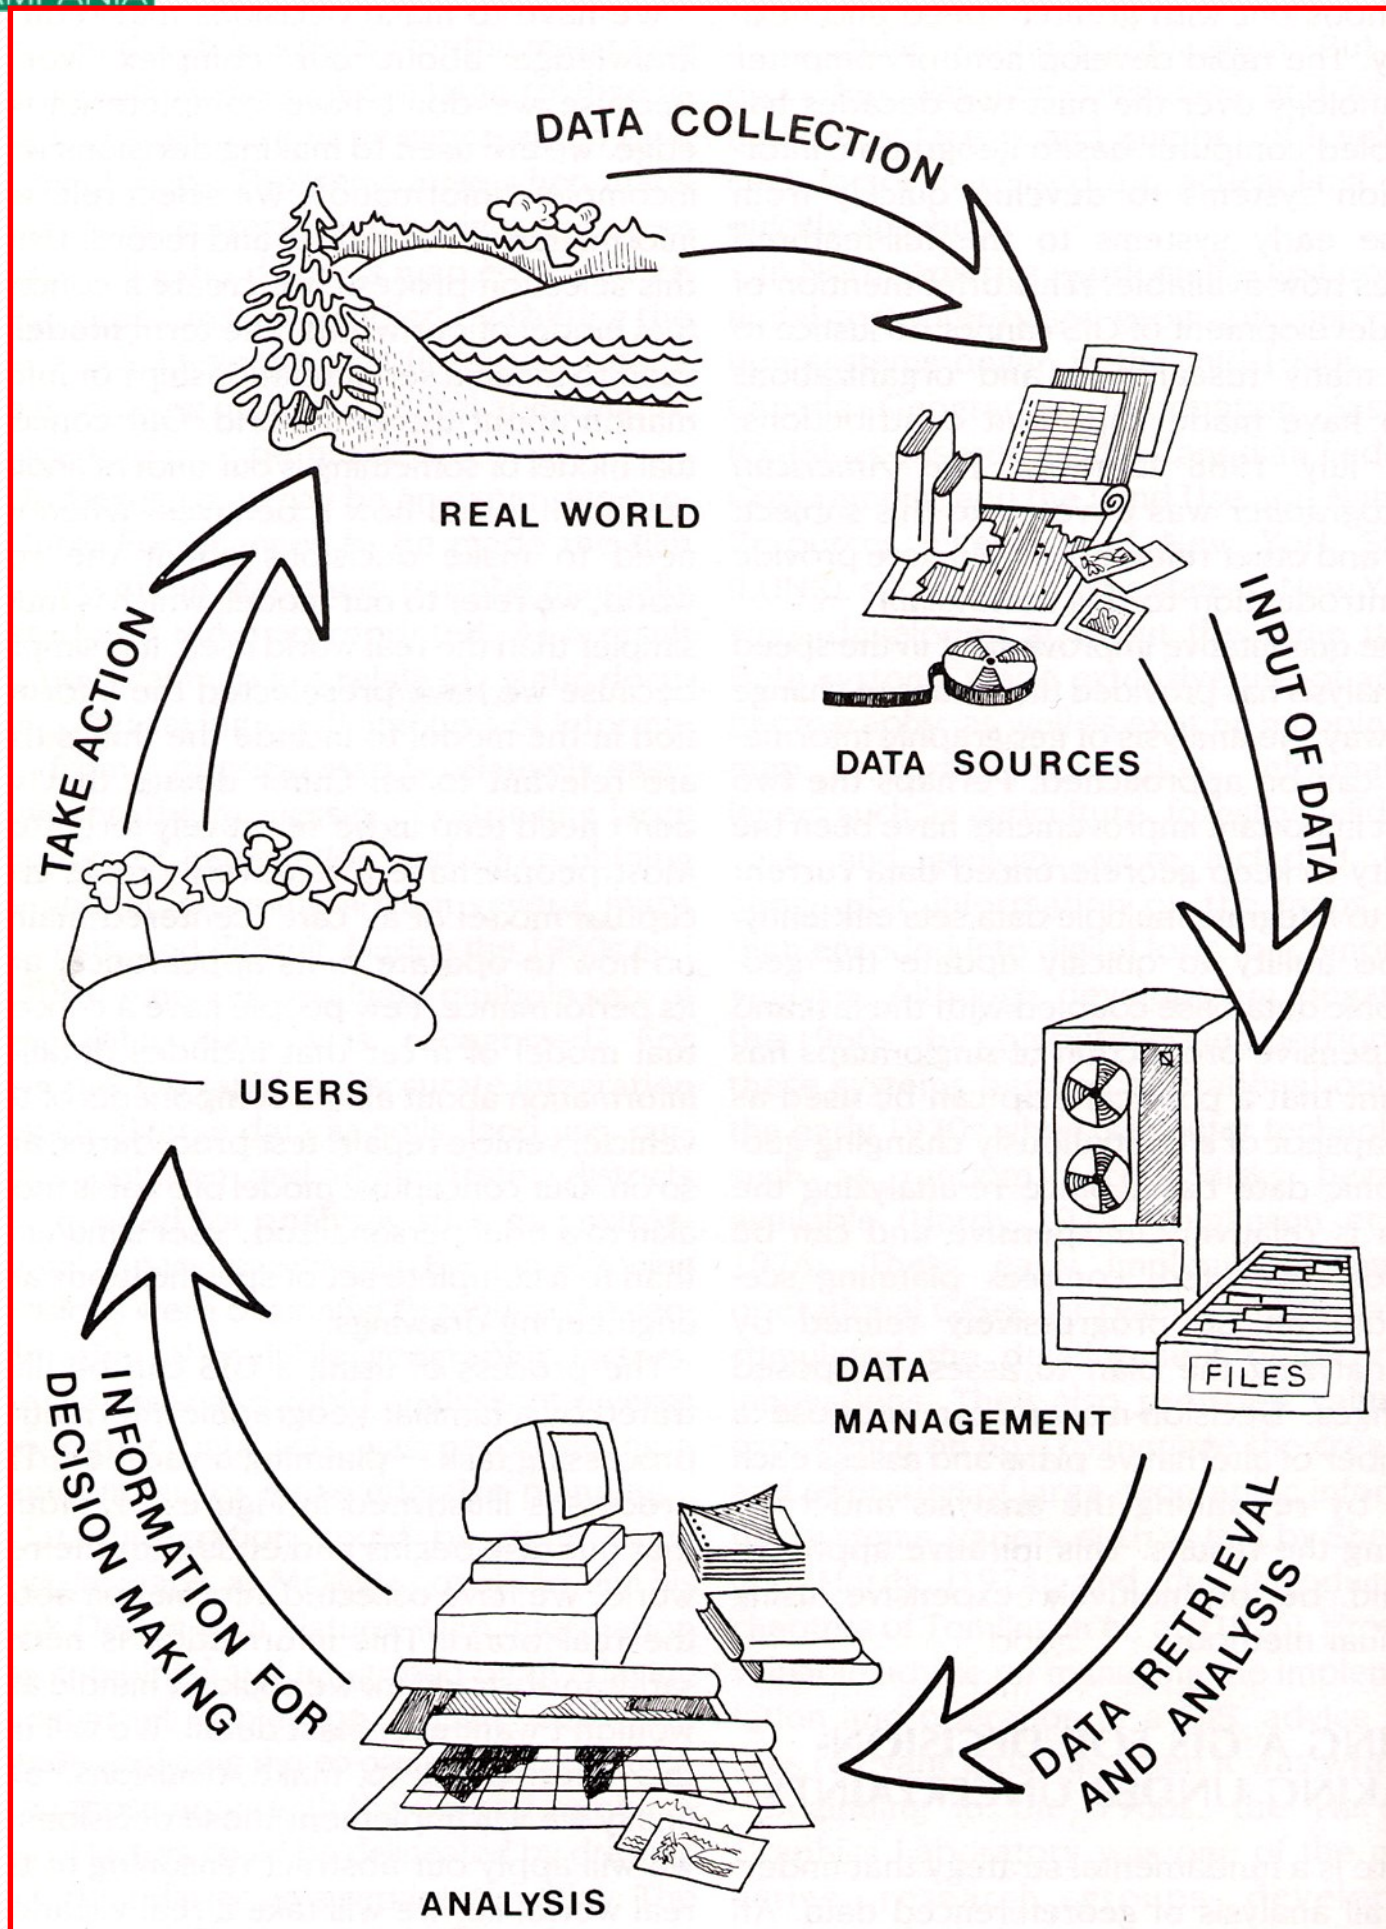 DATA COLLECTION
REAL WORLD
DATA SOURCES
INPUT OF DATA
DATA
MANAGEMENT
FILES
DATA RETRIEVAL
AND ANALYSIS
ANALYSIS
INFORMATION FOR
DECISION MAKING
USERS
TAKE ACTION